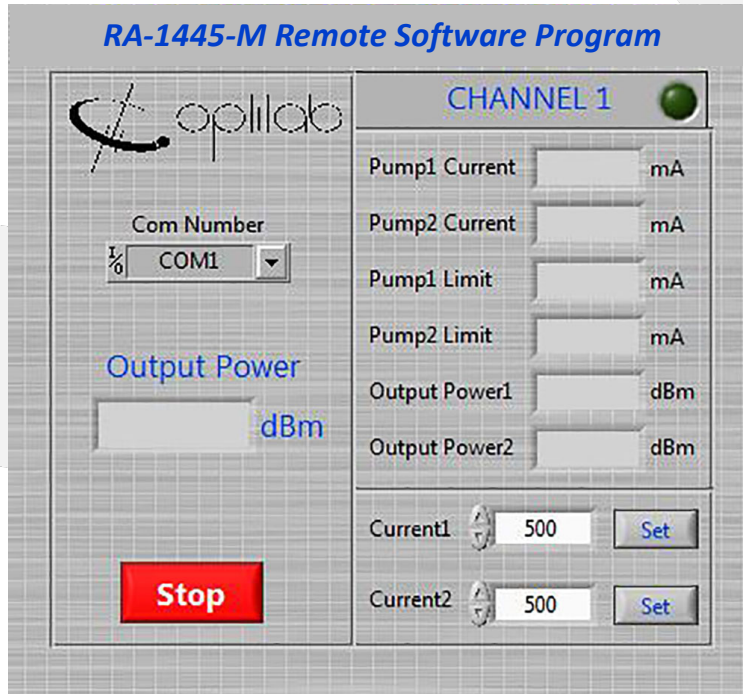 RA-1445-M Remote Software Program
oplilab
Com Number
I/O COM1
Output Power
dBm
Stop
CHANNEL 1
Pump1 Current mA
Pump2 Current mA
Pump1 Limit mA
Pump2 Limit mA
Output Power1 dBm
Output Power2 dBm
Current1 500 Set
Current2 500 Set